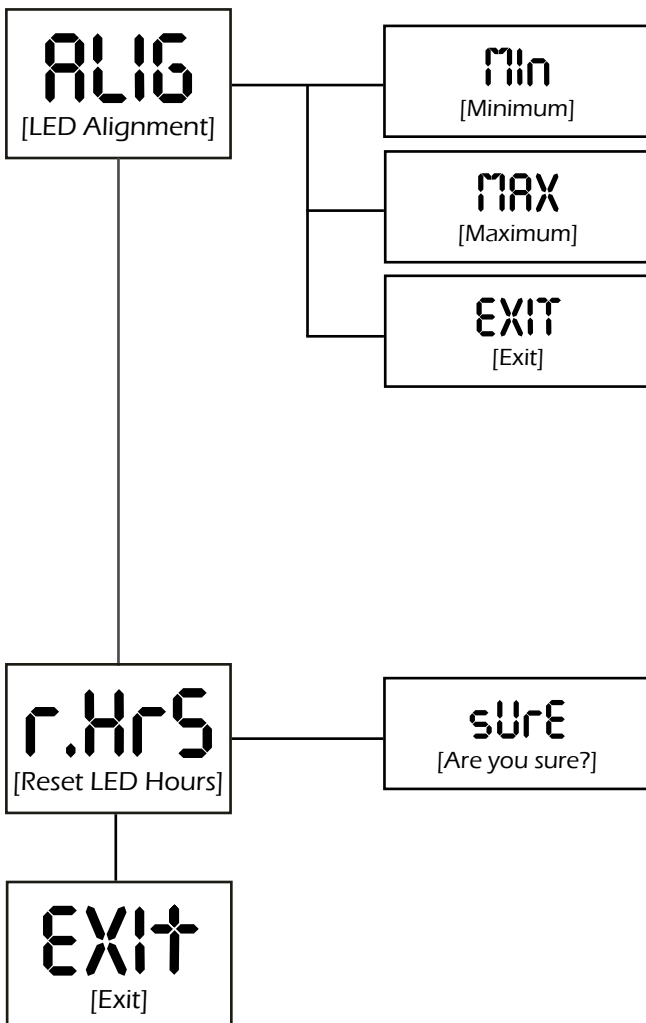 ALIG
[LED Alignment]
MIn
[Minimum]
MAX
[Maximum]
EXIT
[Exit]
r.HrS
[Reset LED Hours]
sUrE
[Are you sure?]
EXIt
[Exit]